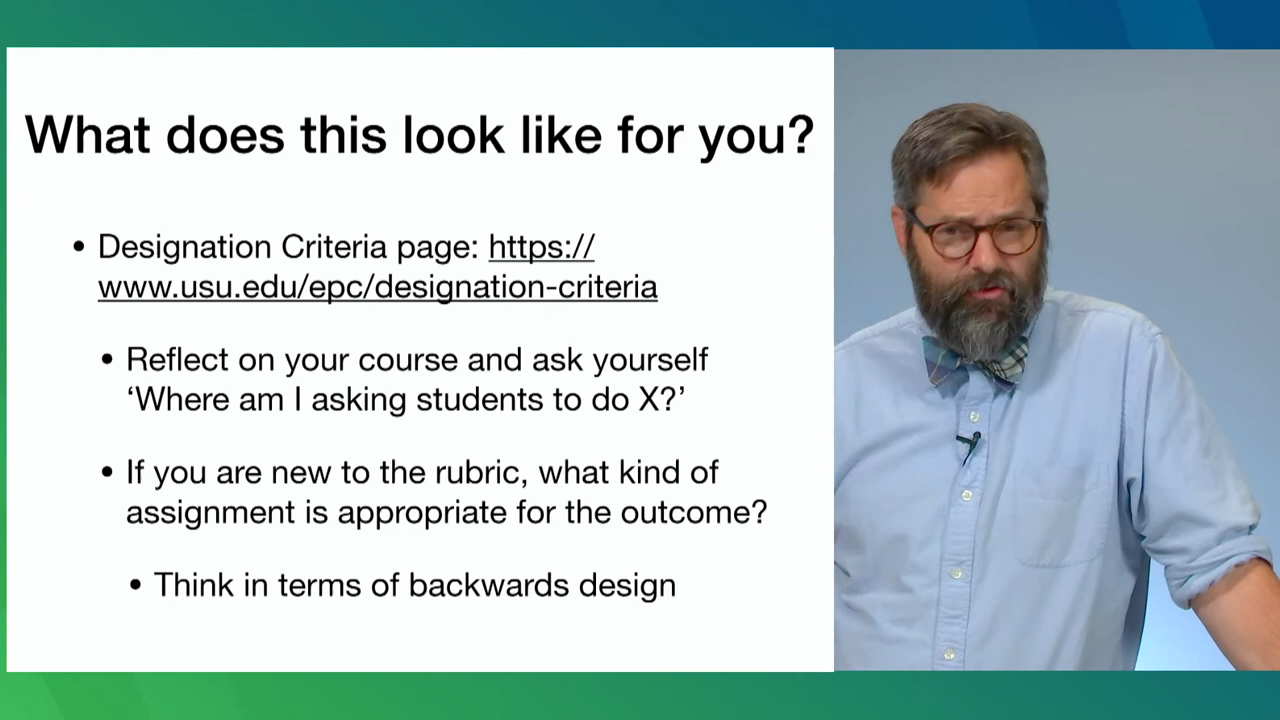 What does this look like for you?
• Designation Criteria page: https://
www.usu.edu/epc/designation-criteria
• Reflect on your course and ask yourself
‘Where am I asking students to do X?’
• If you are new to the rubric, what kind of
assignment is appropriate for the outcome?
• Think in terms of backwards design